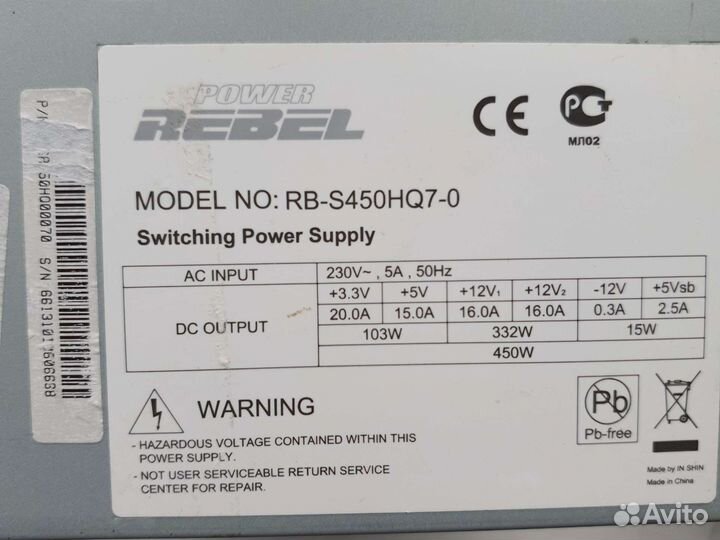 POWER
REBEL
CE
РСТ
МЛ02
MODEL NO: RB-S450HQ7-0
Switching Power Supply
AC INPUT 230V~ , 5A , 50Hz
DC OUTPUT +3.3V +5V +12V₁ +12V₂ -12V +5Vsb
20.0A 15.0A 16.0A 16.0A 0.3A 2.5A
103W 332W 15W
450W
WARNING
- HAZARDOUS VOLTAGE CONTAINED WITHIN THIS
POWER SUPPLY.
- NOT USER SERVICEABLE RETURN SERVICE
CENTER FOR REPAIR.
Pb
Pb-free
Made by IN SHIN
Made in China
Avito